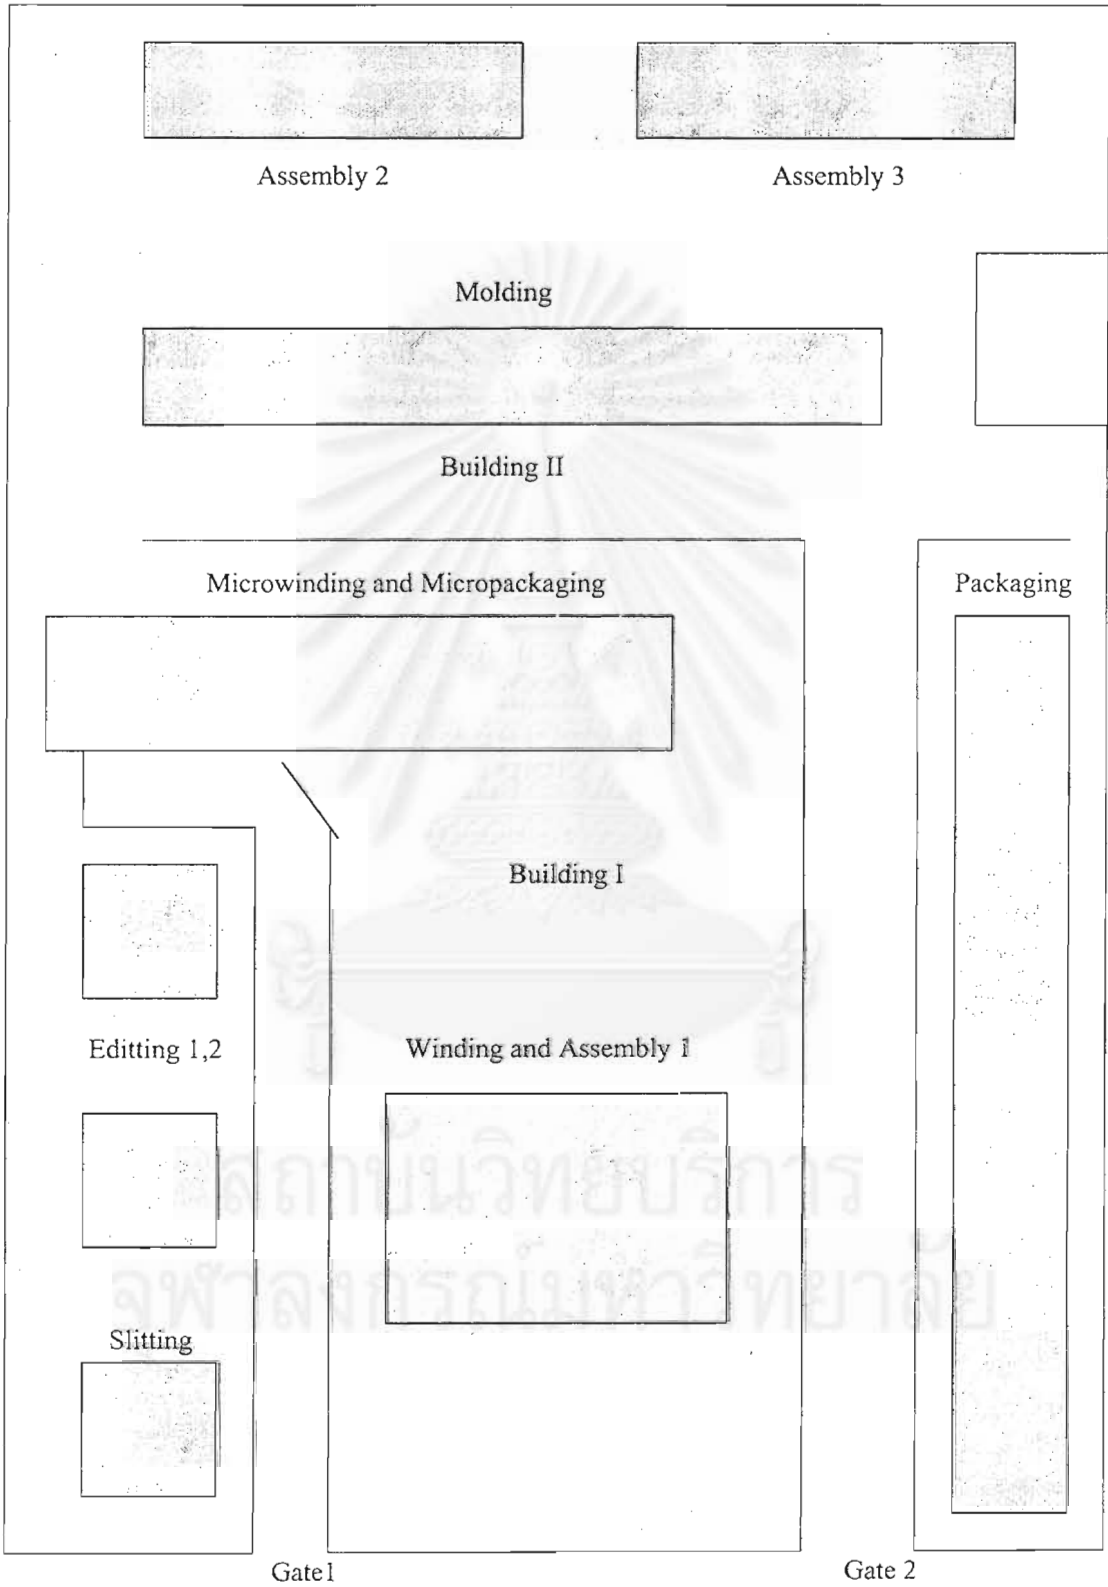 Assembly 2
Assembly 3
Molding
Building II
Microwinding and Micropackaging
Packaging
Building I
Editting 1,2
Winding and Assembly 1
สถาบันวิทยบริการ
จุฬาลงกรณ์มหาวิทยาลัย
Slitting
Gate1
Gate 2